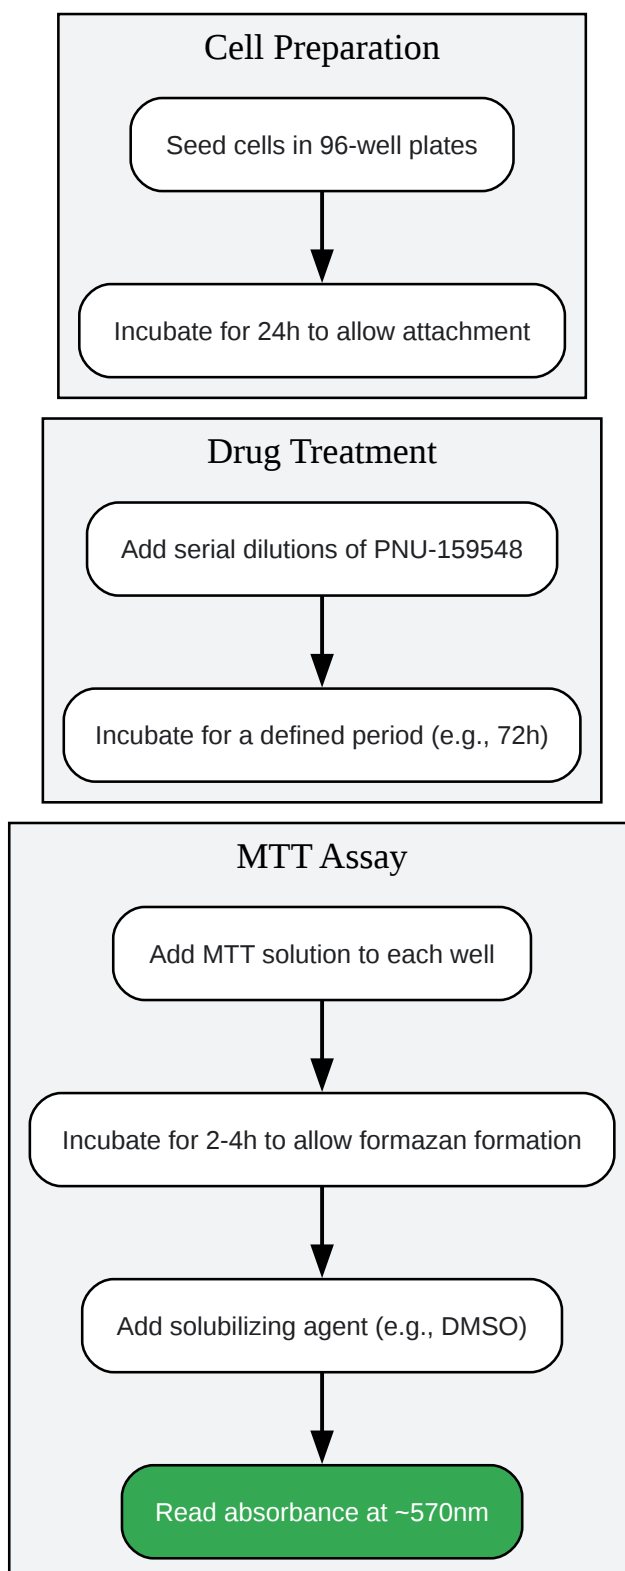 Cell Preparation
Seed cells in 96-well plates
Incubate for 24h to allow attachment
Drug Treatment
Add serial dilutions of PNU-159548
Incubate for a defined period (e.g., 72h)
MTT Assay
Add MTT solution to each well
Incubate for 2-4h to allow formazan formation
Add solubilizing agent (e.g., DMSO)
Read absorbance at ~570nm